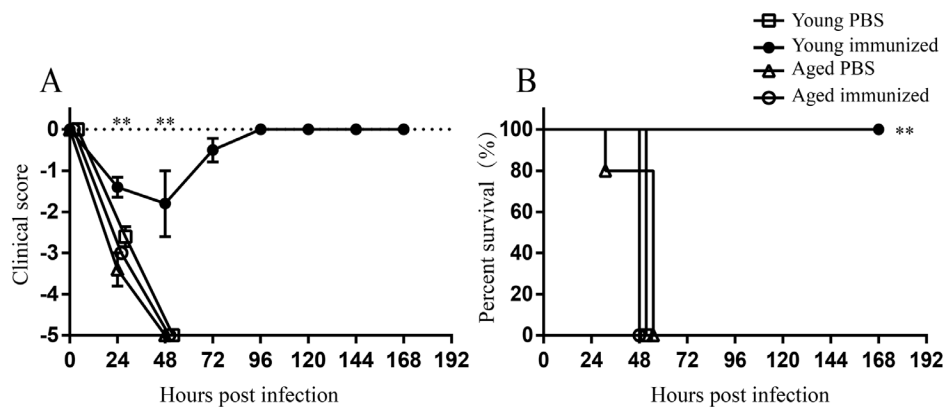 Young PBS
Young immunized
Aged PBS
Aged immunized
A
B
** **
0
-1
-2
-3
-4
-5
Clinical score
0 24 48 72 96 120 144 168 192
Hours post infection
100
80
60
40
20
0
**
Percent survival (%)
0 24 48 72 96 120 144 168 192
Hours post infection